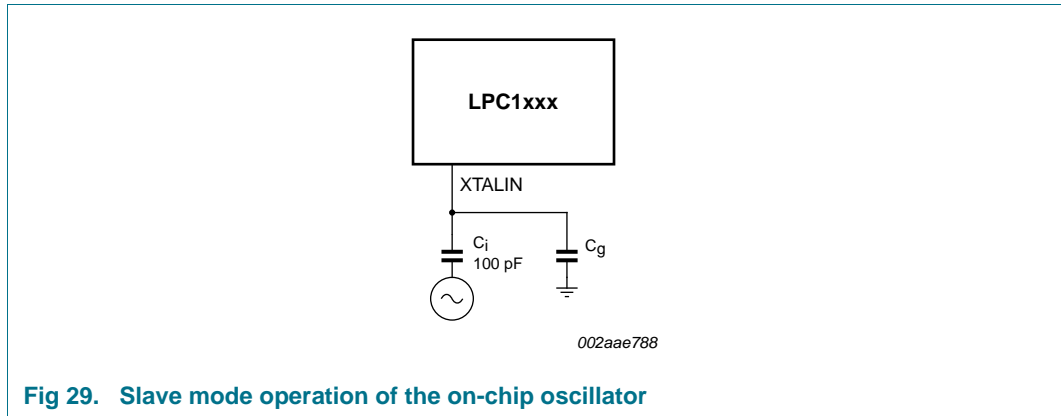 LPC1xxx
XTALIN
Ci
100 pF
Cg
002aae788
Fig 29. Slave mode operation of the on-chip oscillator